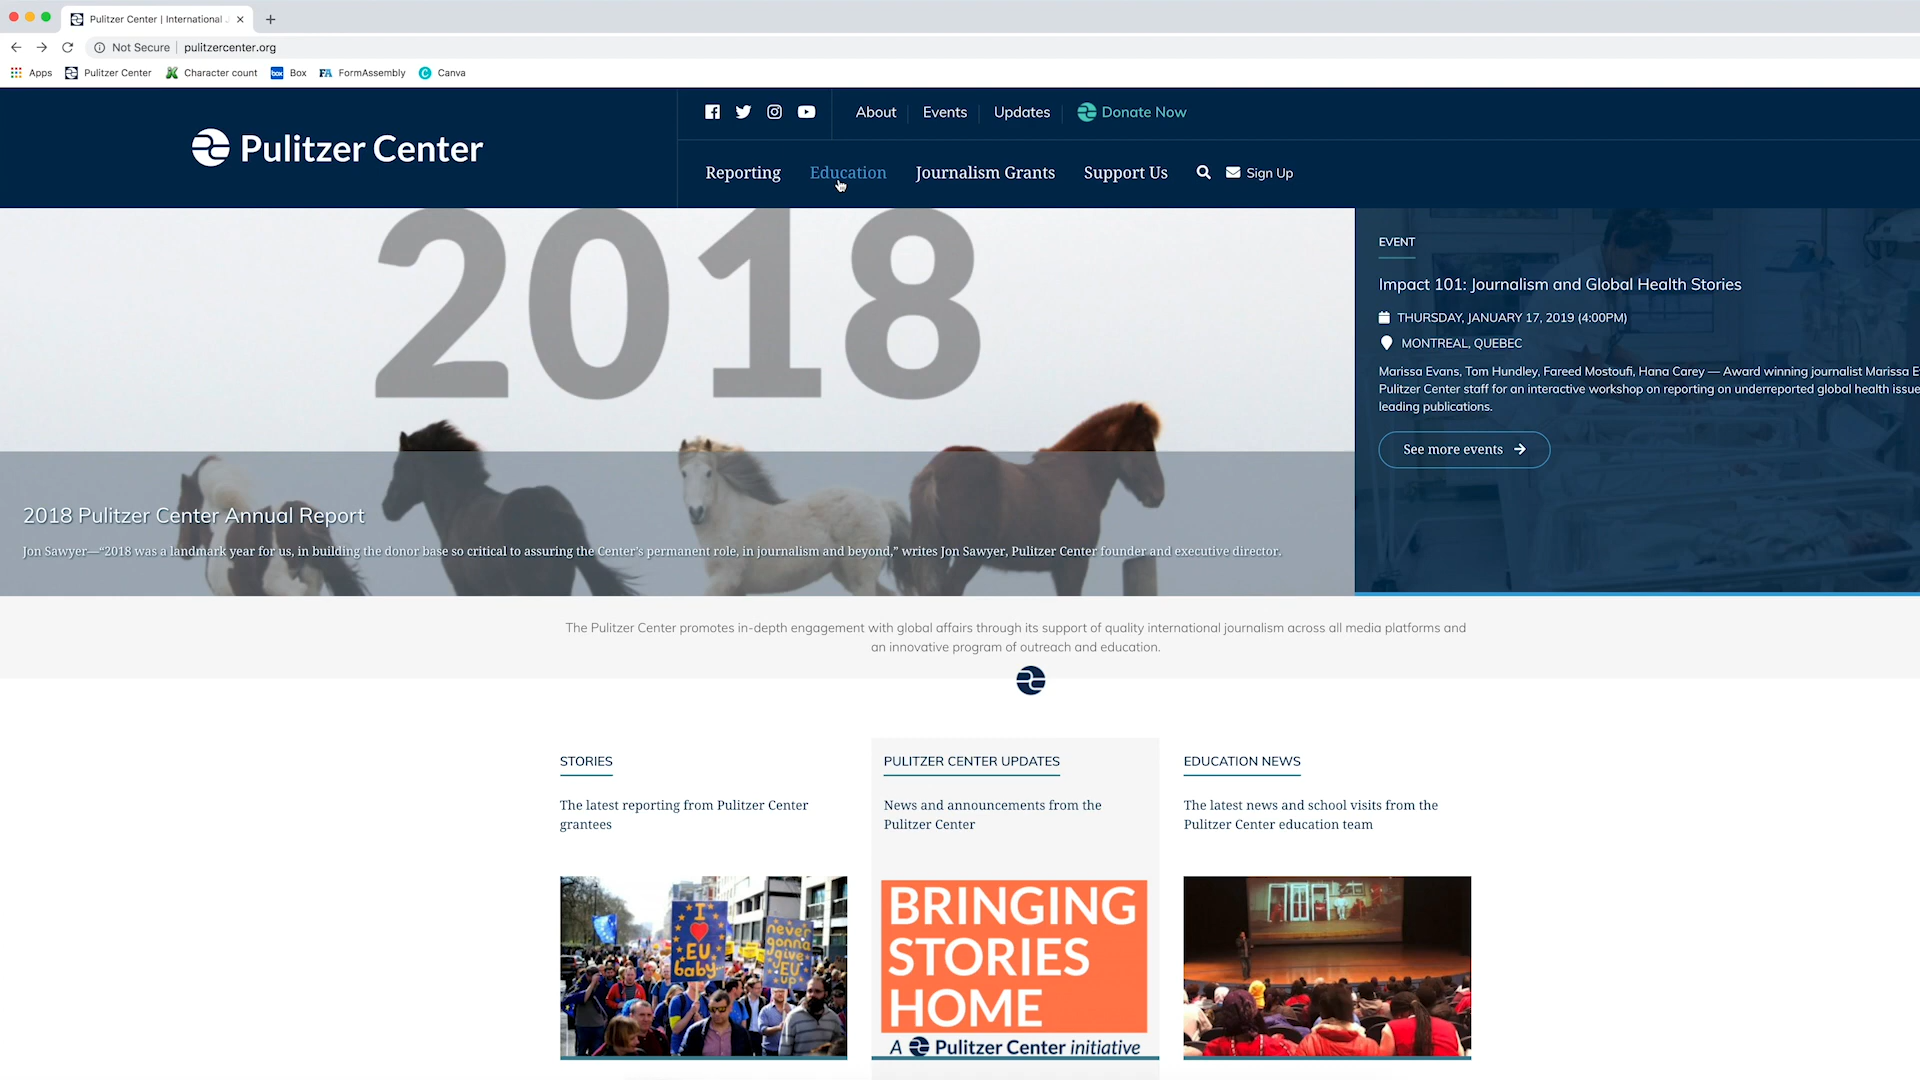 Pulitzer Center | International
Not Secure
pulitzercenter.org
Apps
Pulitzer Center
Character count
box
Box
FA
FormAssembly
C
Canva
Pulitzer Center
About
Events
Updates
Donate Now
Reporting
Education
Journalism Grants
Support Us
Sign Up
2018
2018 Pulitzer Center Annual Report
Jon Sawyer—“2018 was a landmark year for us, in building the donor base so critical to assuring the Center’s permanent role, in journalism and beyond,” writes Jon Sawyer, Pulitzer Center founder and executive director.
EVENT
Impact 101: Journalism and Global Health Stories
THURSDAY, JANUARY 17, 2019 (4:00PM)
MONTREAL, QUEBEC
Marissa Evans, Tom Hundley, Fareed Mostoufi, Hana Carey — Award winning journalist Marissa E
Pulitzer Center staff for an interactive workshop on reporting on underreported global health issue
leading publications.
See more events
The Pulitzer Center promotes in-depth engagement with global affairs through its support of quality international journalism across all media platforms and
an innovative program of outreach and education.
STORIES
The latest reporting from Pulitzer Center
grantees
I
EU
baby
never
gonna
give
EU
up
PULITZER CENTER UPDATES
News and announcements from the
Pulitzer Center
BRINGING
STORIES
HOME
A Pulitzer Center initiative
EDUCATION NEWS
The latest news and school visits from the
Pulitzer Center education team